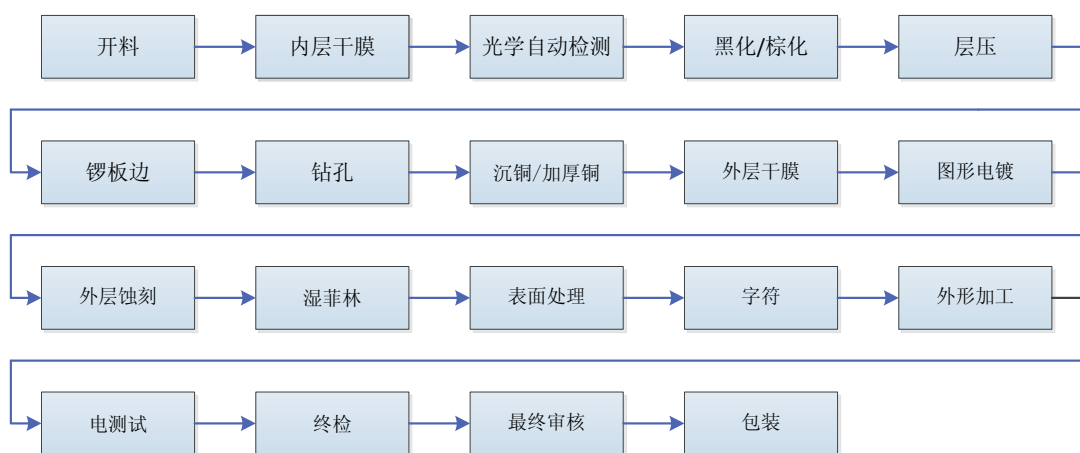 开料
内层干膜
光学自动检测
黑化/棕化
层压
锣板边
钻孔
沉铜/加厚铜
外层干膜
图形电镀
外层蚀刻
湿菲林
表面处理
字符
外形加工
电测试
终检
最终审核
包装